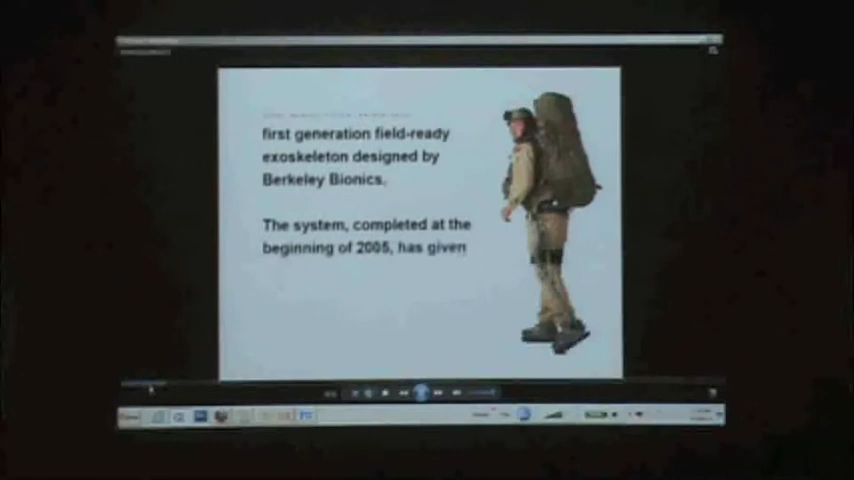 first generation field-ready
exoskeleton designed by
Berkeley Bionics.
The system, completed at the
beginning of 2005, has given